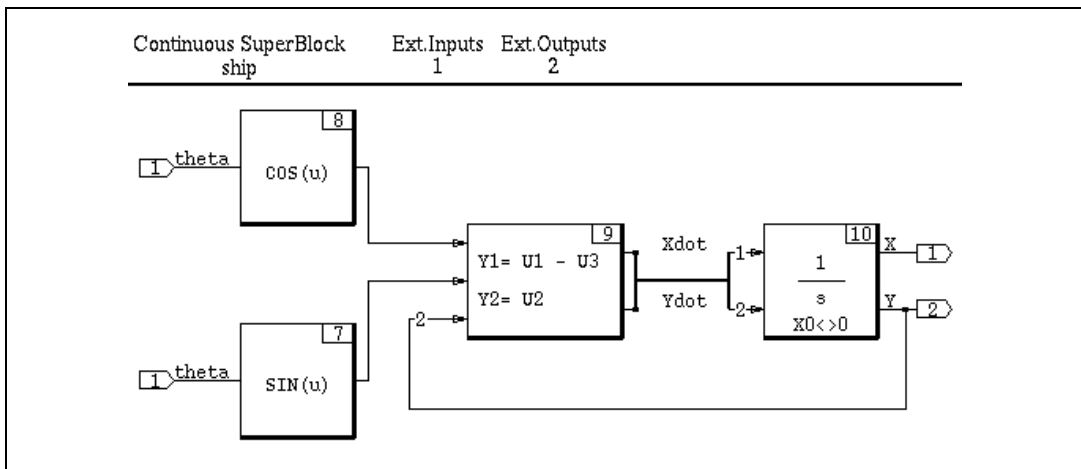 Continuous SuperBlock Ext.Inputs Ext.Outputs
ship 1 2
8
1 theta COS(u)
9
Y1= U1 - U3
Y2= U2
2
Xdot
Ydot
1
2
10
1
s
X0<>0
X 1
Y 2
7
1 theta SIN(u)